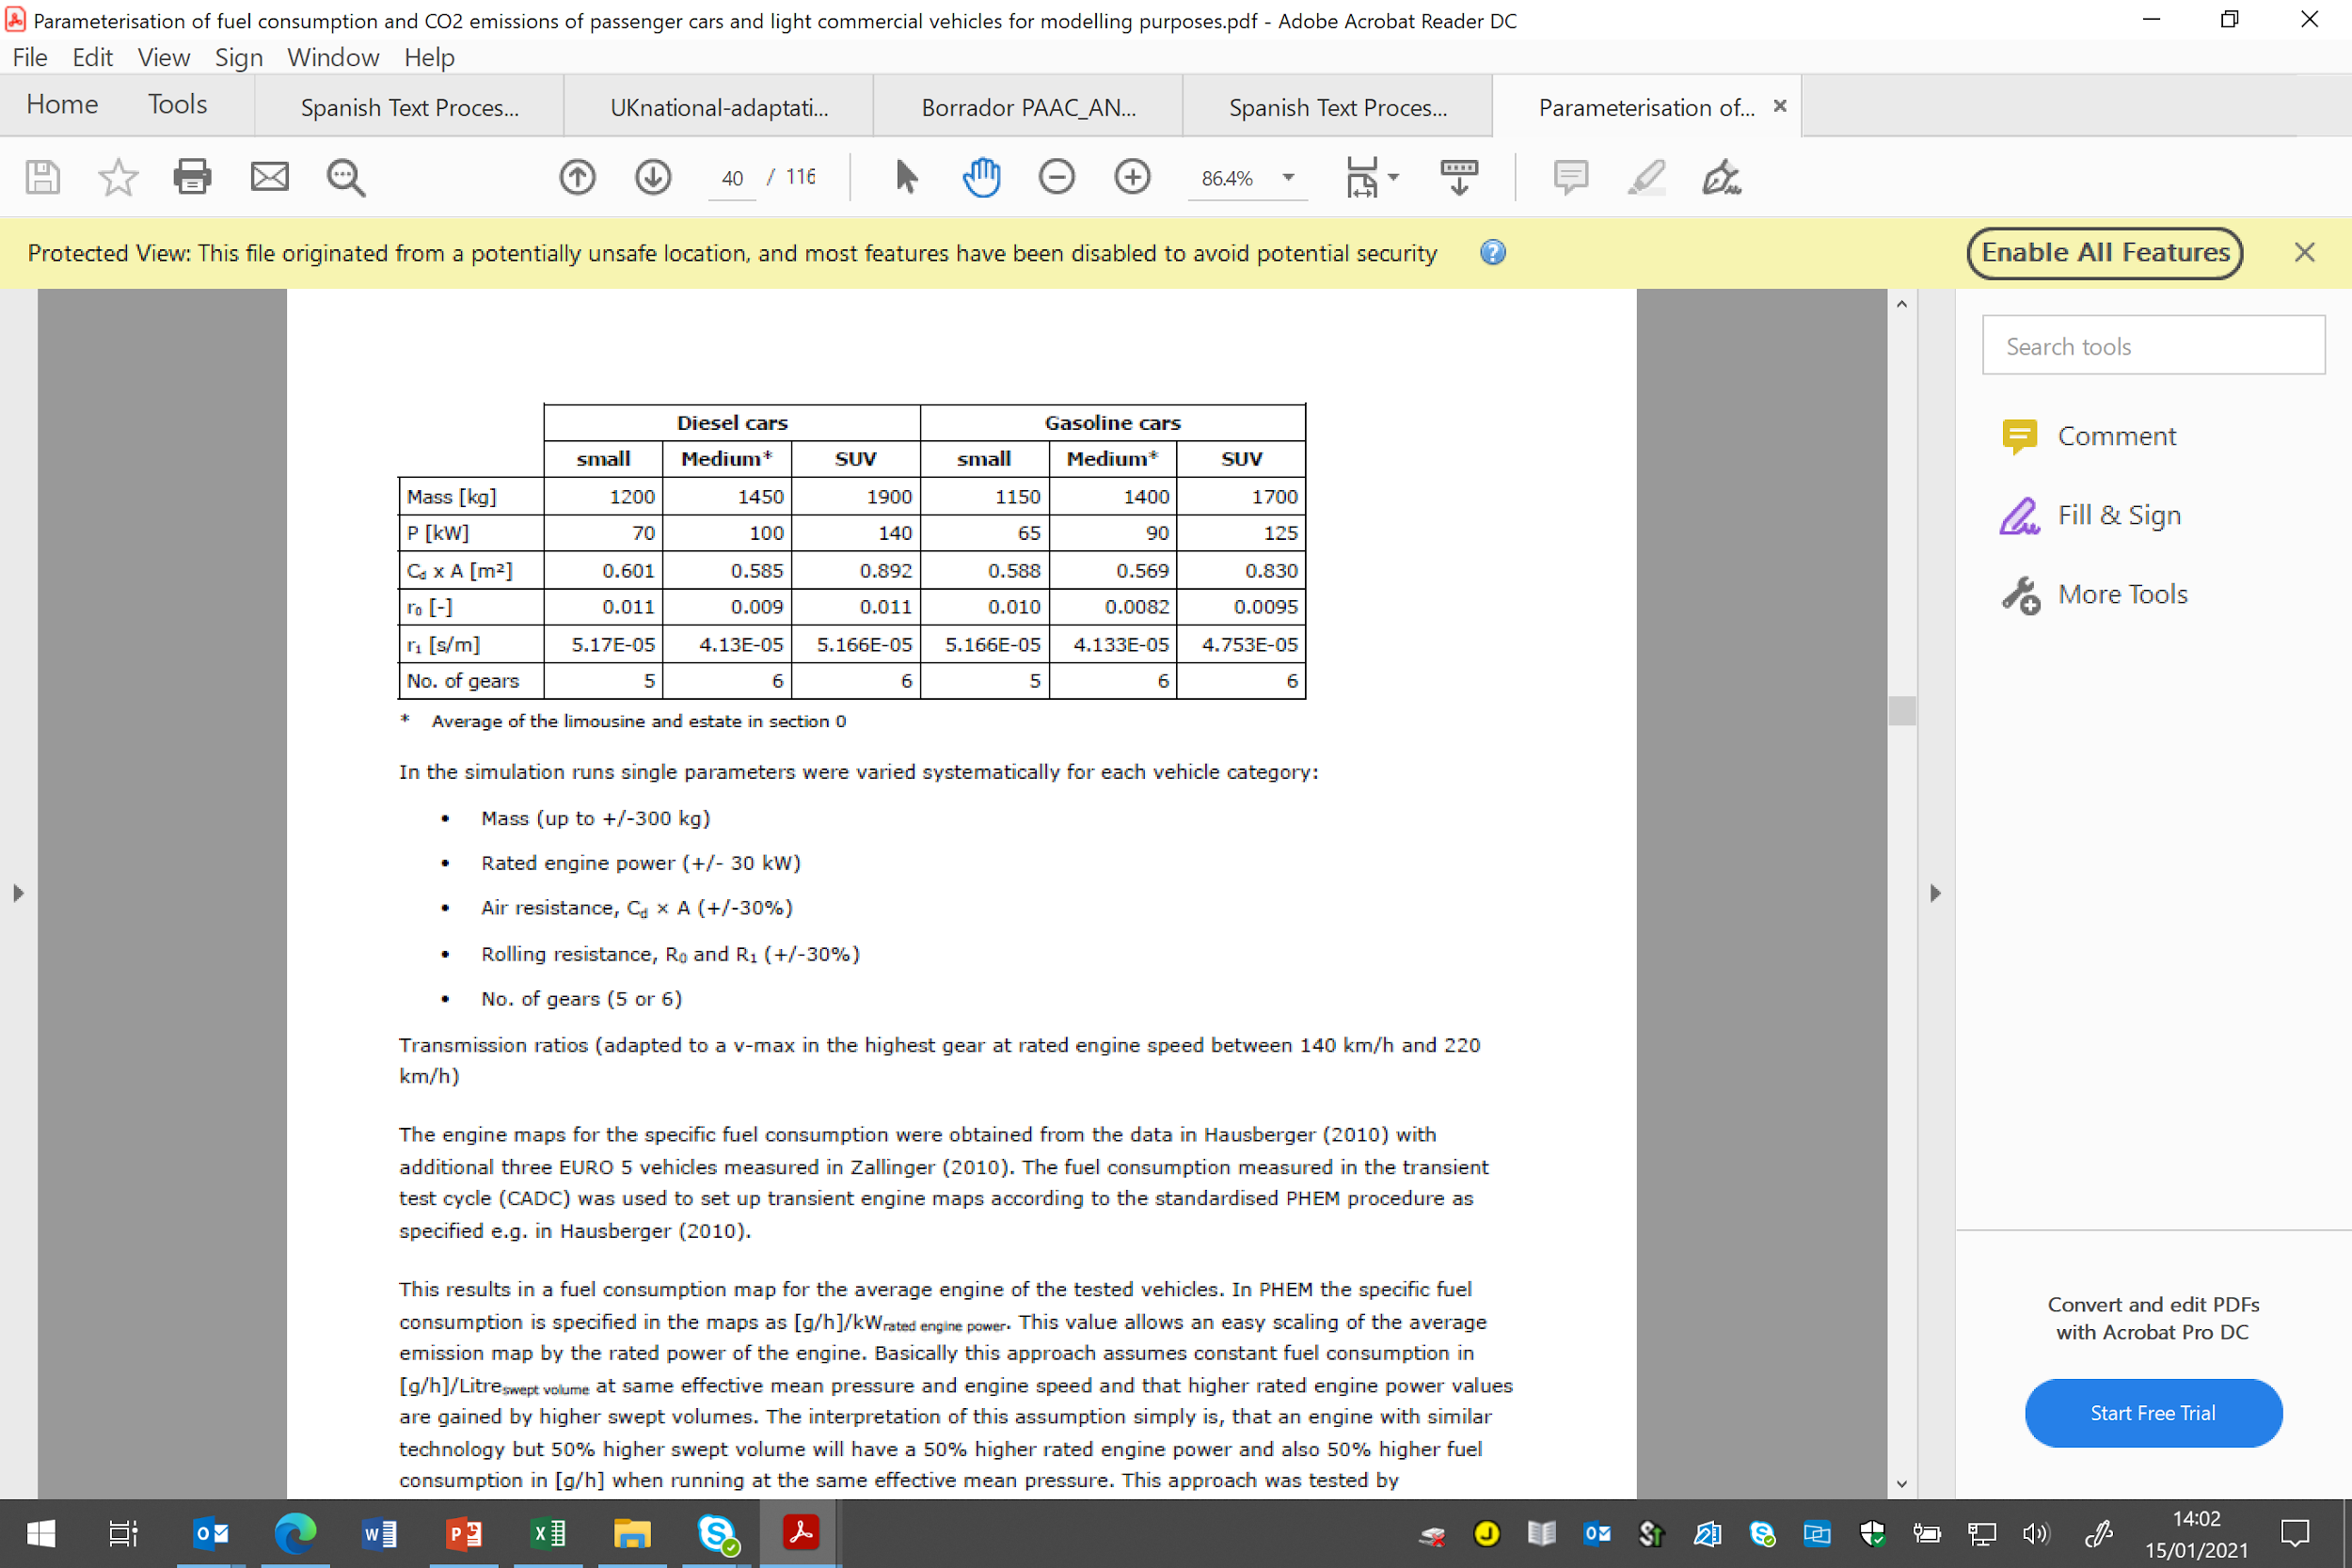 Parameterisation of fuel consumption and CO2 emissions of passenger cars and light commercial vehicles for modelling purposes.pdf - Adobe Acrobat Reader DC
File Edit View Sign Window Help
Home Tools Spanish Text Proces... UKnational-adaptati... Borrador PAAC_AN... Spanish Text Proces... Parameterisation of...
40 / 116 86.4%
Protected View: This file originated from a potentially unsafe location, and most features have been disabled to avoid potential security Enable All Features
Search tools
Comment
Fill & Sign
More Tools
Diesel cars Gasoline cars
small Medium* SUV small Medium* SUV
Mass [kg] 1200 1450 1900 1150 1400 1700
P [kW] 70 100 140 65 90 125
Cd x A [m²] 0.601 0.585 0.892 0.588 0.569 0.830
r₀ [-] 0.011 0.009 0.011 0.010 0.0082 0.0095
r₁ [s/m] 5.17E-05 4.13E-05 5.166E-05 5.166E-05 4.133E-05 4.753E-05
No. of gears 5 6 6 5 6 6
* Average of the limousine and estate in section 0
In the simulation runs single parameters were varied systematically for each vehicle category:
• Mass (up to +/-300 kg)
• Rated engine power (+/- 30 kW)
• Air resistance, Cd × A (+/-30%)
• Rolling resistance, R₀ and R₁ (+/-30%)
• No. of gears (5 or 6)
Transmission ratios (adapted to a v-max in the highest gear at rated engine speed between 140 km/h and 220
km/h)
The engine maps for the specific fuel consumption were obtained from the data in Hausberger (2010) with
additional three EURO 5 vehicles measured in Zallinger (2010). The fuel consumption measured in the transient
test cycle (CADC) was used to set up transient engine maps according to the standardised PHEM procedure as
specified e.g. in Hausberger (2010).
This results in a fuel consumption map for the average engine of the tested vehicles. In PHEM the specific fuel
consumption is specified in the maps as [g/h]/kWrated engine power. This value allows an easy scaling of the average
emission map by the rated power of the engine. Basically this approach assumes constant fuel consumption in
[g/h]/Litreswept volume at same effective mean pressure and engine speed and that higher rated engine power values
are gained by higher swept volumes. The interpretation of this assumption simply is, that an engine with similar
technology but 50% higher swept volume will have a 50% higher rated engine power and also 50% higher fuel
consumption in [g/h] when running at the same effective mean pressure. This approach was tested by
Convert and edit PDFs
with Acrobat Pro DC
Start Free Trial
14:02
15/01/2021